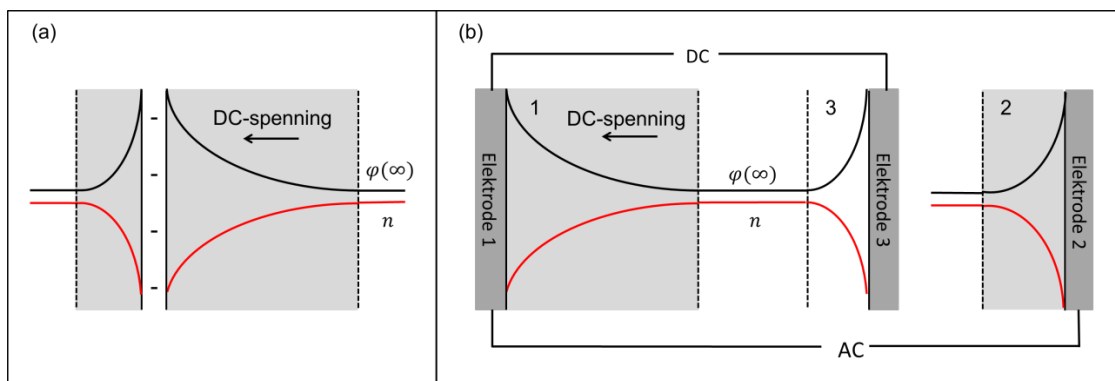 (a)
DC-spenning
φ(∞)
n
- 
-
-
-
(b)
DC
1
DC-spenning
3
2
φ(∞)
n
Elektrode 1
Elektrode 3
Elektrode 2
AC